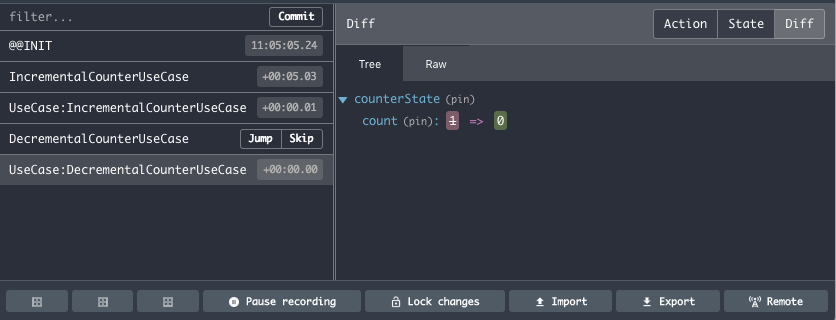 filter...
Commit
@@INIT
11:05:05.24
IncrementalCounterUseCase
+00:05.03
UseCase:IncrementalCounterUseCase
+00:00.01
DecrementalCounterUseCase
Jump
Skip
UseCase:DecrementalCounterUseCase
+00:00.00
Diff
Action
State
Diff
Tree
Raw
counterState (pin)
count (pin): 1 => 0
Pause recording
Lock changes
Import
Export
Remote